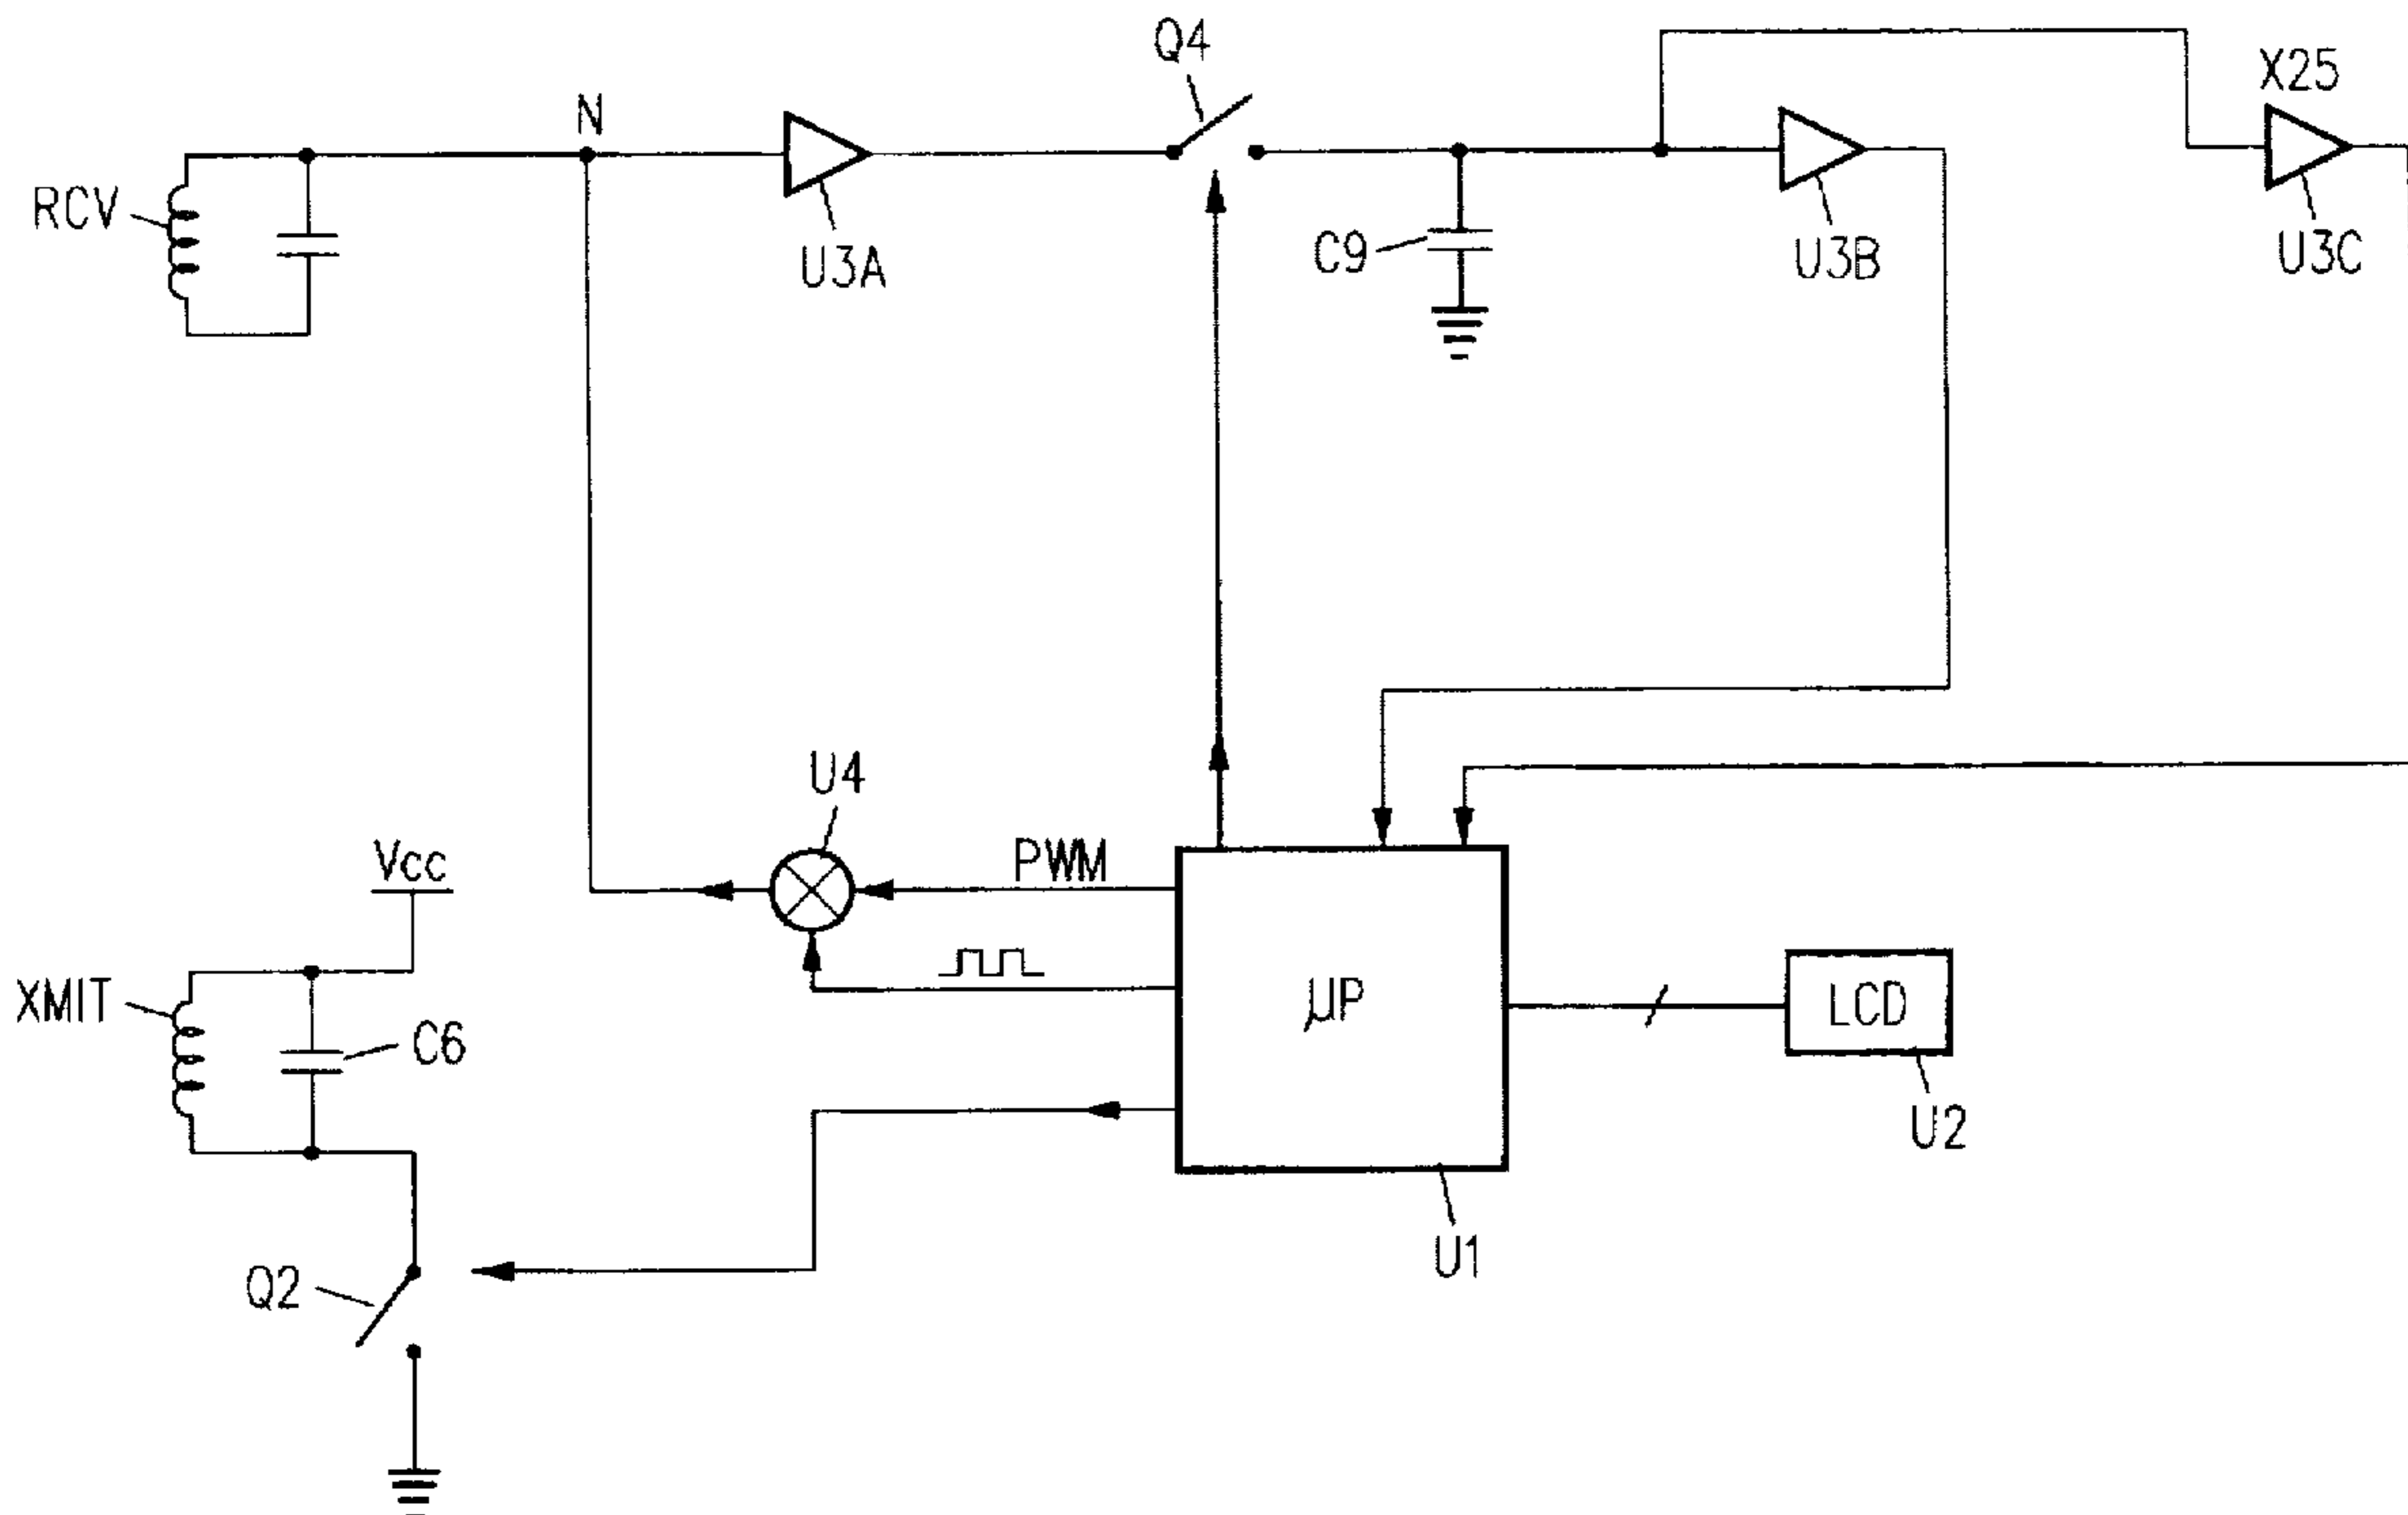 Q4
X25
N
RCV
U3A
C9
U3B
U3C
U4
Vcc
PWM
XMIT
C6
µP
LCD
U2
Q2
U1